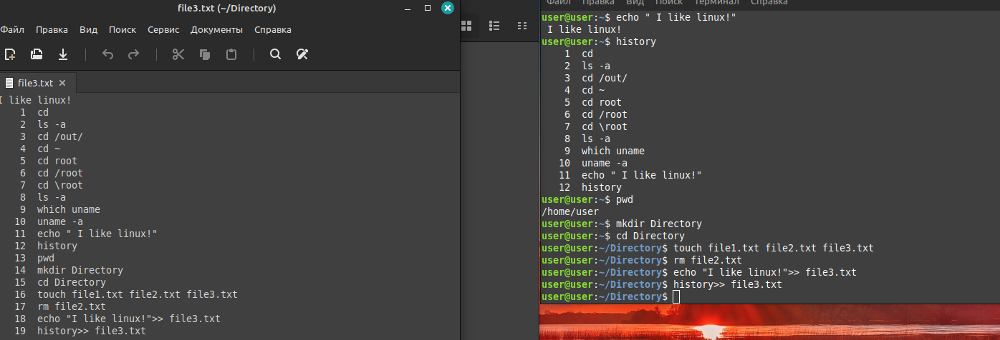 file3.txt (~/Directory)
Файл Правка Вид Поиск Сервис Документы Справка
file3.txt
I like linux!
    1  cd
    2  ls -a
    3  cd /out/
    4  cd ~
    5  cd root
    6  cd /root
    7  cd \root
    8  ls -a
    9  which uname
   10  uname -a
   11  echo " I like linux!"
   12  history
   13  pwd
   14  mkdir Directory
   15  cd Directory
   16  touch file1.txt file2.txt file3.txt
   17  rm file2.txt
   18  echo "I like linux!">> file3.txt
   19  history>> file3.txt
Файл Правка Вид Поиск Терминал Справка
user@user:~$ echo " I like linux!"
 I like linux!
user@user:~$ history
    1  cd
    2  ls -a
    3  cd /out/
    4  cd ~
    5  cd root
    6  cd /root
    7  cd \root
    8  ls -a
    9  which uname
   10  uname -a
   11  echo " I like linux!"
   12  history
user@user:~$ pwd
/home/user
user@user:~$ mkdir Directory
user@user:~$ cd Directory
user@user:~/Directory$ touch file1.txt file2.txt file3.txt
user@user:~/Directory$ rm file2.txt
user@user:~/Directory$ echo "I like linux!">> file3.txt
user@user:~/Directory$ history>> file3.txt
user@user:~/Directory$